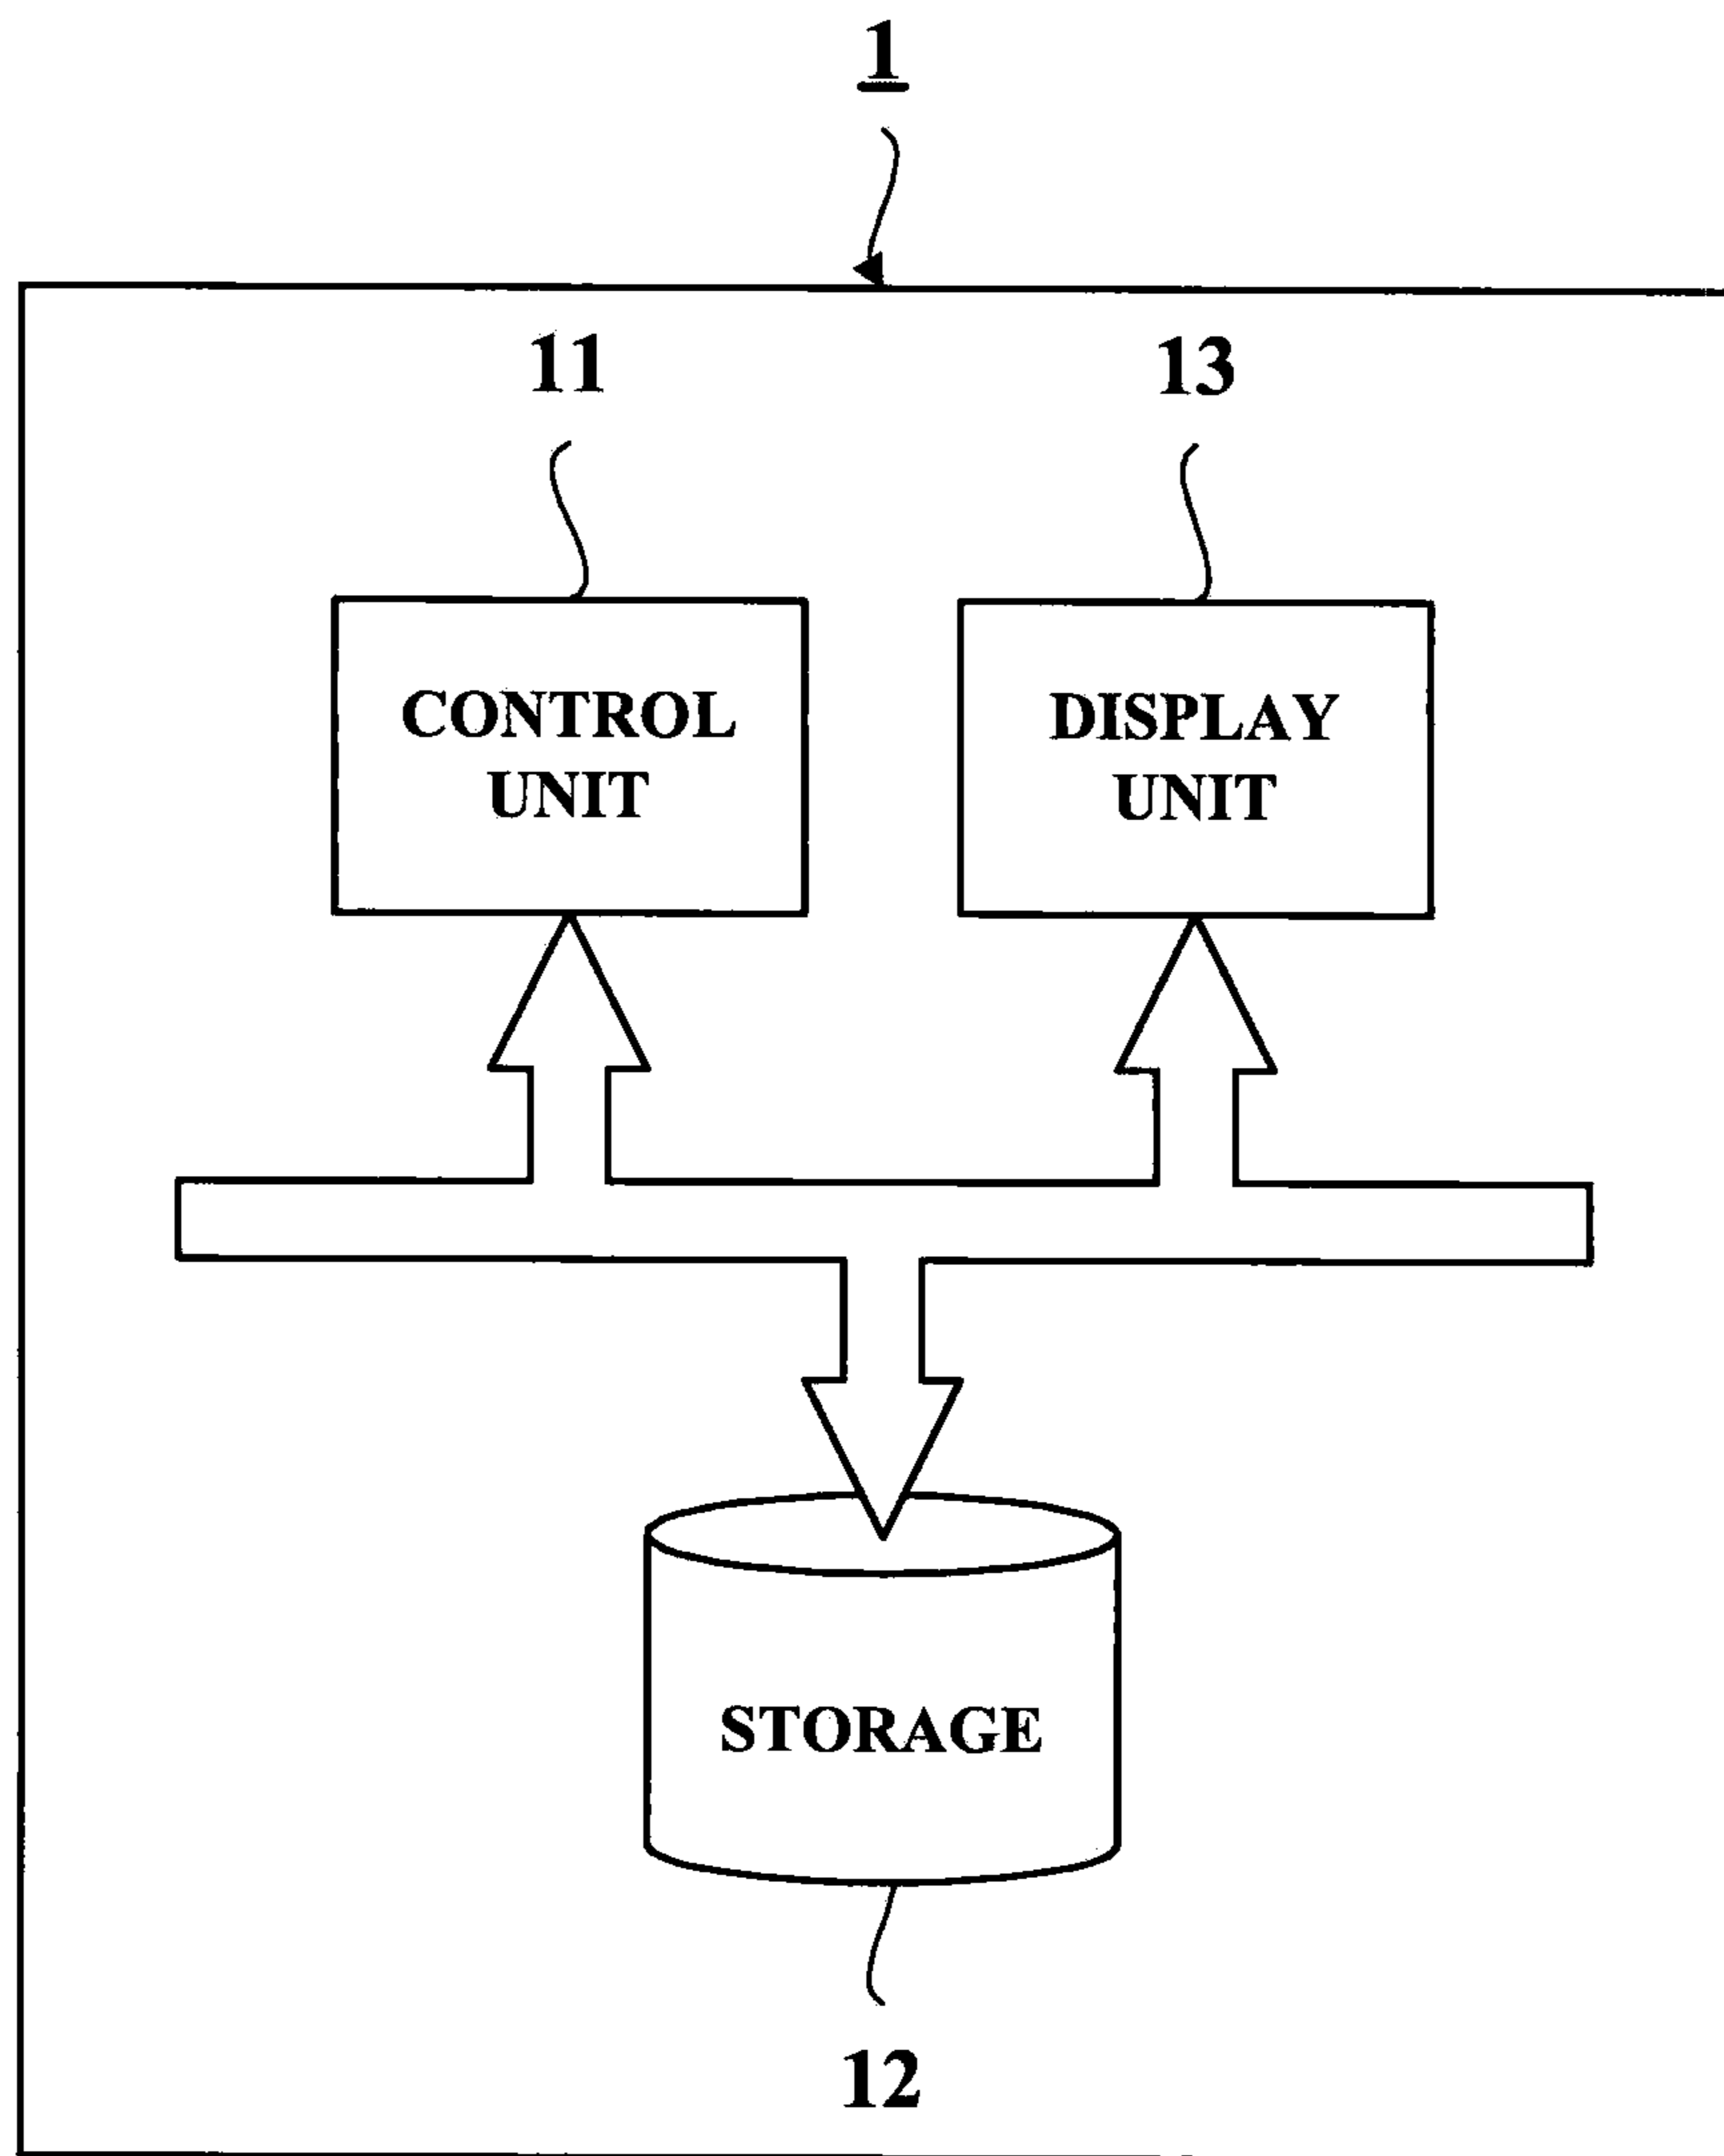 1
11
13
CONTROL
UNIT
DISPLAY
UNIT
STORAGE
12